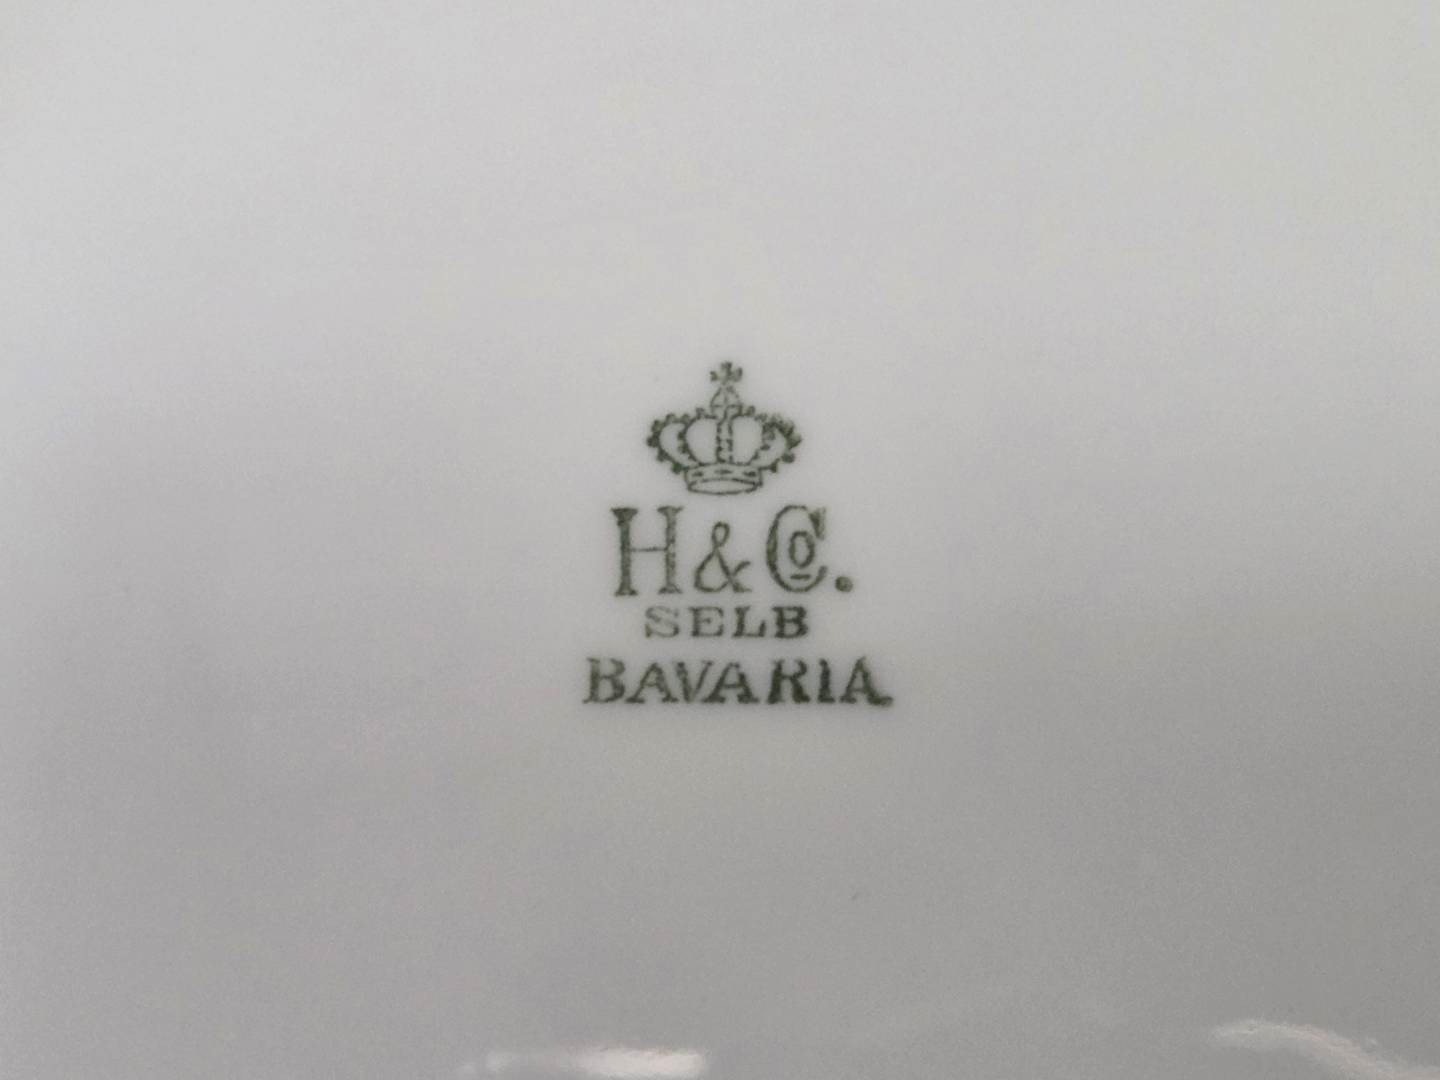 H & Co.
SELB
BAVARIA